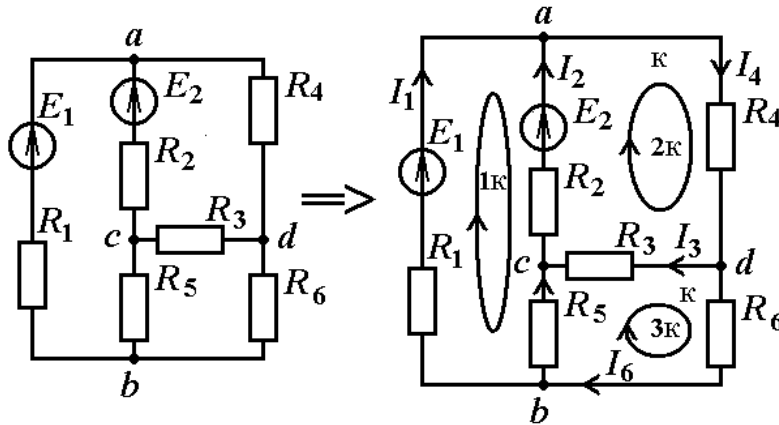 a
E₁
E₂
R₄
R₂
R₃
c
d
R₁
R₅
R₆
b
a
к
I₁
I₂
I₄
E₂
R₄
E₁
1к
2к
R₂
R₁
R₃
I₃
c
d
к
R₅
3к
R₆
I₆
b